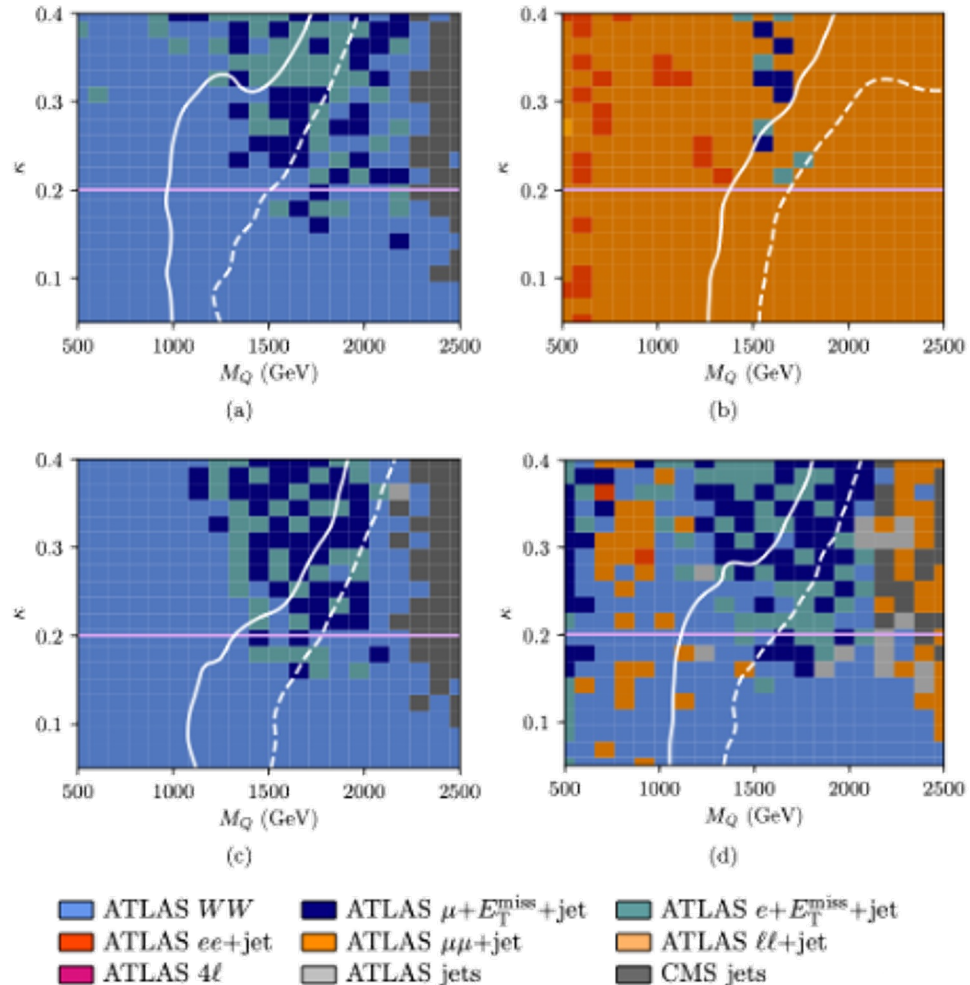 0.4 0.4
0.3 0.3
κ κ
0.2 0.2
0.1 0.1
500 1000 1500 2000 2500 500 1000 1500 2000 2500
M_Q (GeV) M_Q (GeV)
(a) (b)
0.4 0.4
0.3 0.3
κ κ
0.2 0.2
0.1 0.1
500 1000 1500 2000 2500 500 1000 1500 2000 2500
M_Q (GeV) M_Q (GeV)
(c) (d)
ATLAS WW ATLAS μ+E_T^miss+jet ATLAS e+E_T^miss+jet
ATLAS ee+jet ATLAS μμ+jet ATLAS ℓℓ+jet
ATLAS 4ℓ ATLAS jets CMS jets